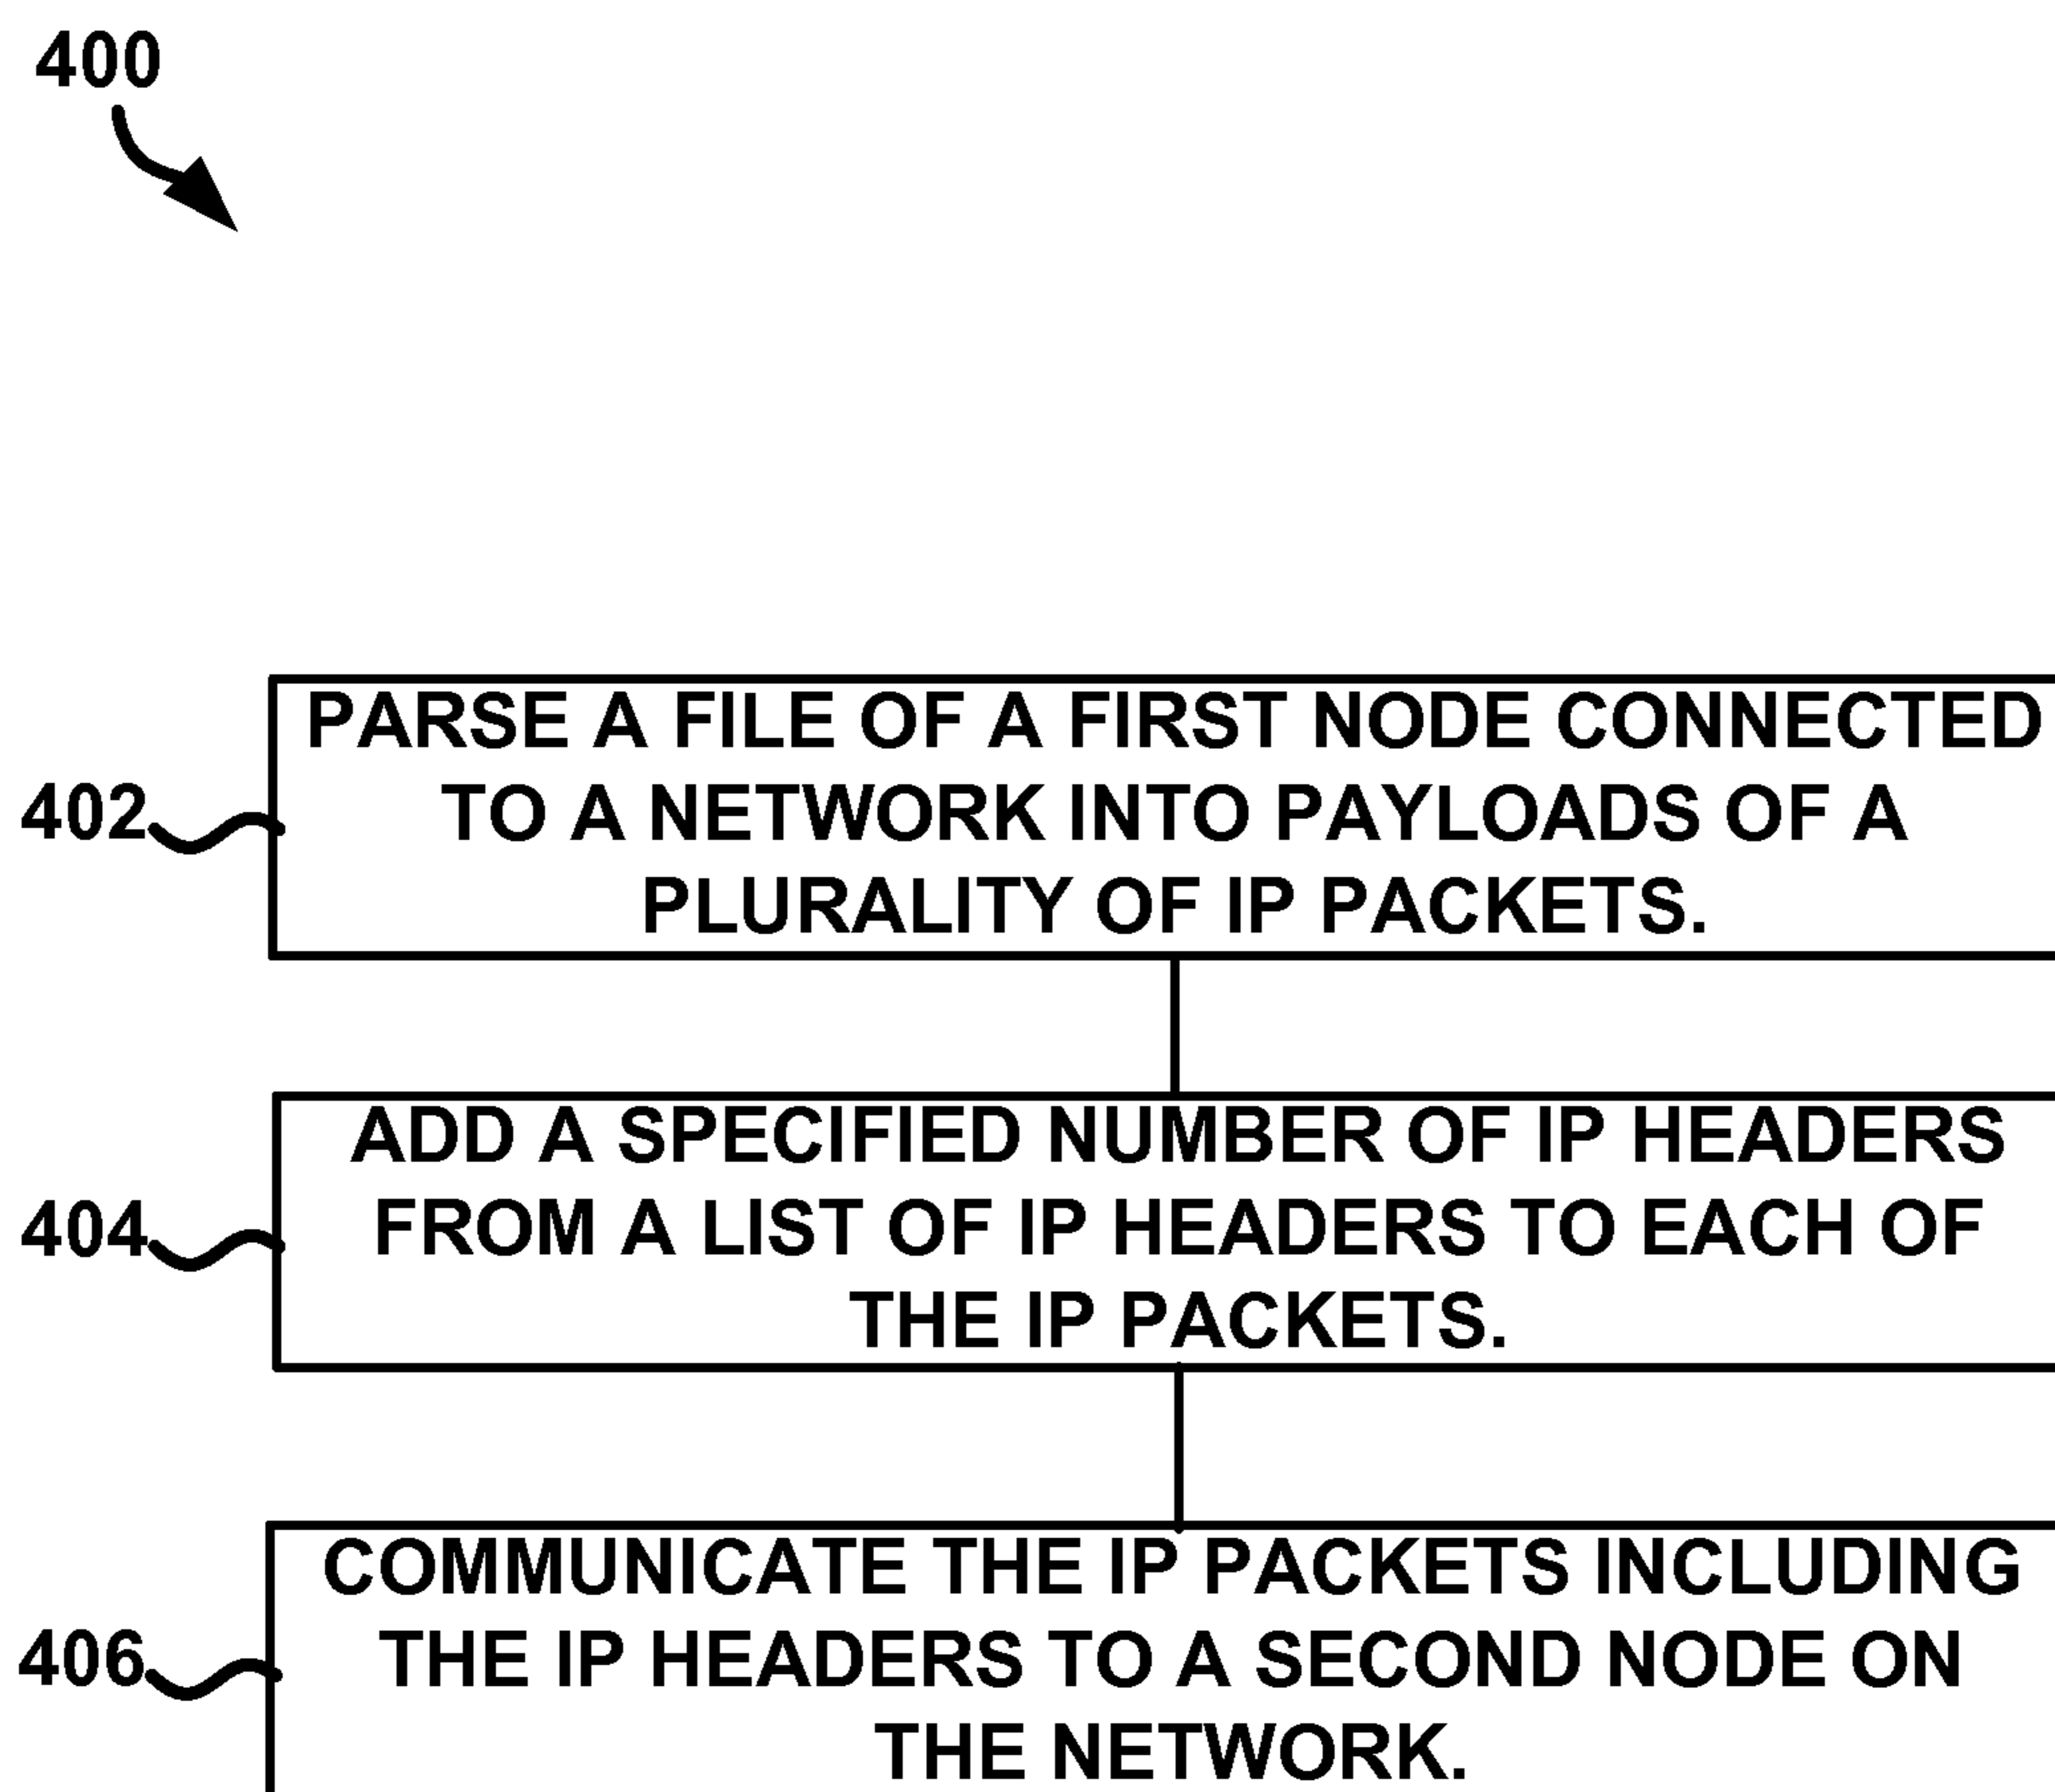 400
PARSE A FILE OF A FIRST NODE CONNECTED
TO A NETWORK INTO PAYLOADS OF A
PLURALITY OF IP PACKETS.
402
ADD A SPECIFIED NUMBER OF IP HEADERS
FROM A LIST OF IP HEADERS TO EACH OF
THE IP PACKETS.
404
COMMUNICATE THE IP PACKETS INCLUDING
THE IP HEADERS TO A SECOND NODE ON
THE NETWORK.
406